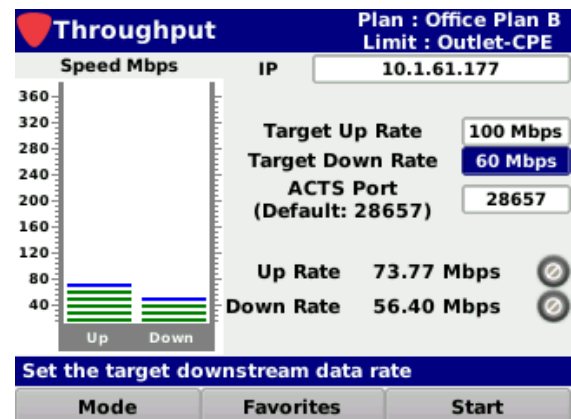 Throughput
Plan : Office Plan B
Limit : Outlet-CPE
Speed Mbps
IP
10.1.61.177
360
320
280
240
200
160
120
80
40
Up
Down
Target Up Rate
100 Mbps
Target Down Rate
60 Mbps
ACTS Port
(Default: 28657)
28657
Up Rate
73.77 Mbps
Down Rate
56.40 Mbps
Set the target downstream data rate
Mode
Favorites
Start